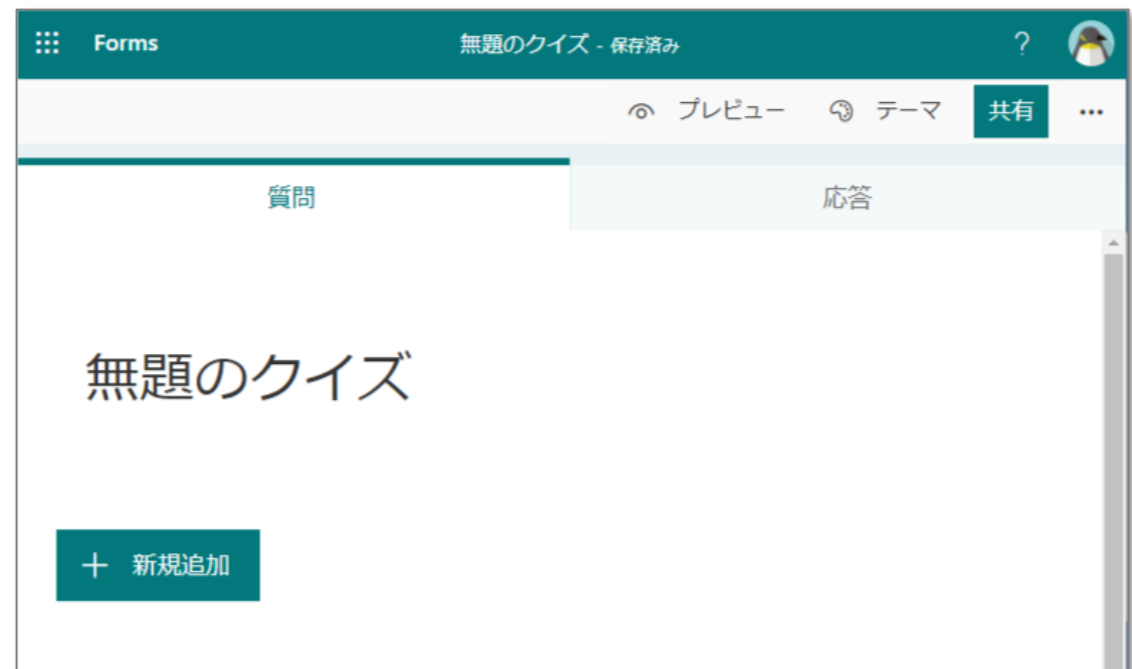 Forms 無題のクイズ - 保存済み ?
プレビュー テーマ 共有 ...
質問 応答
無題のクイズ
+ 新規追加